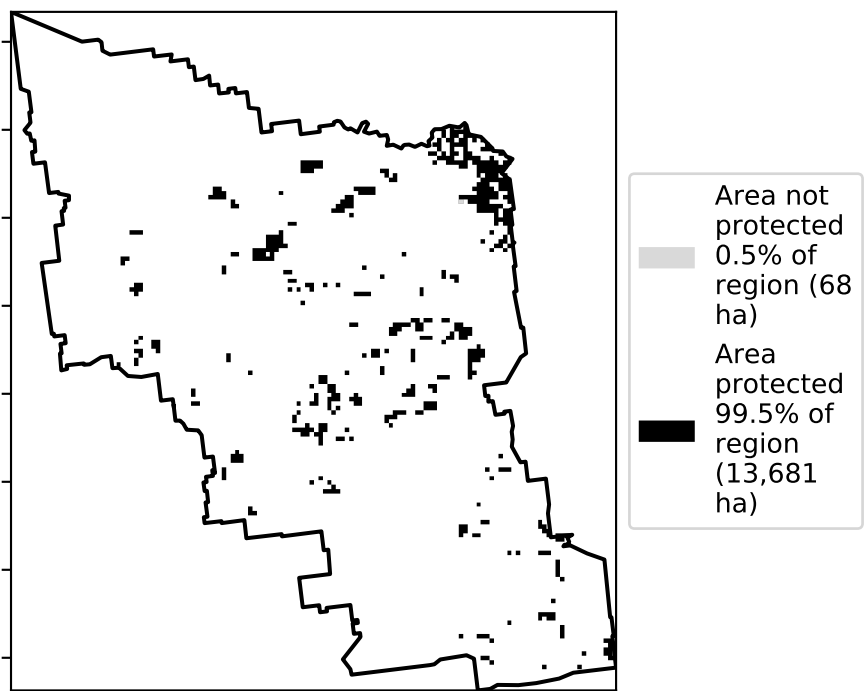 Area not
protected
0.5% of
region (68
ha)
Area
protected
99.5% of
region
(13,681
ha)